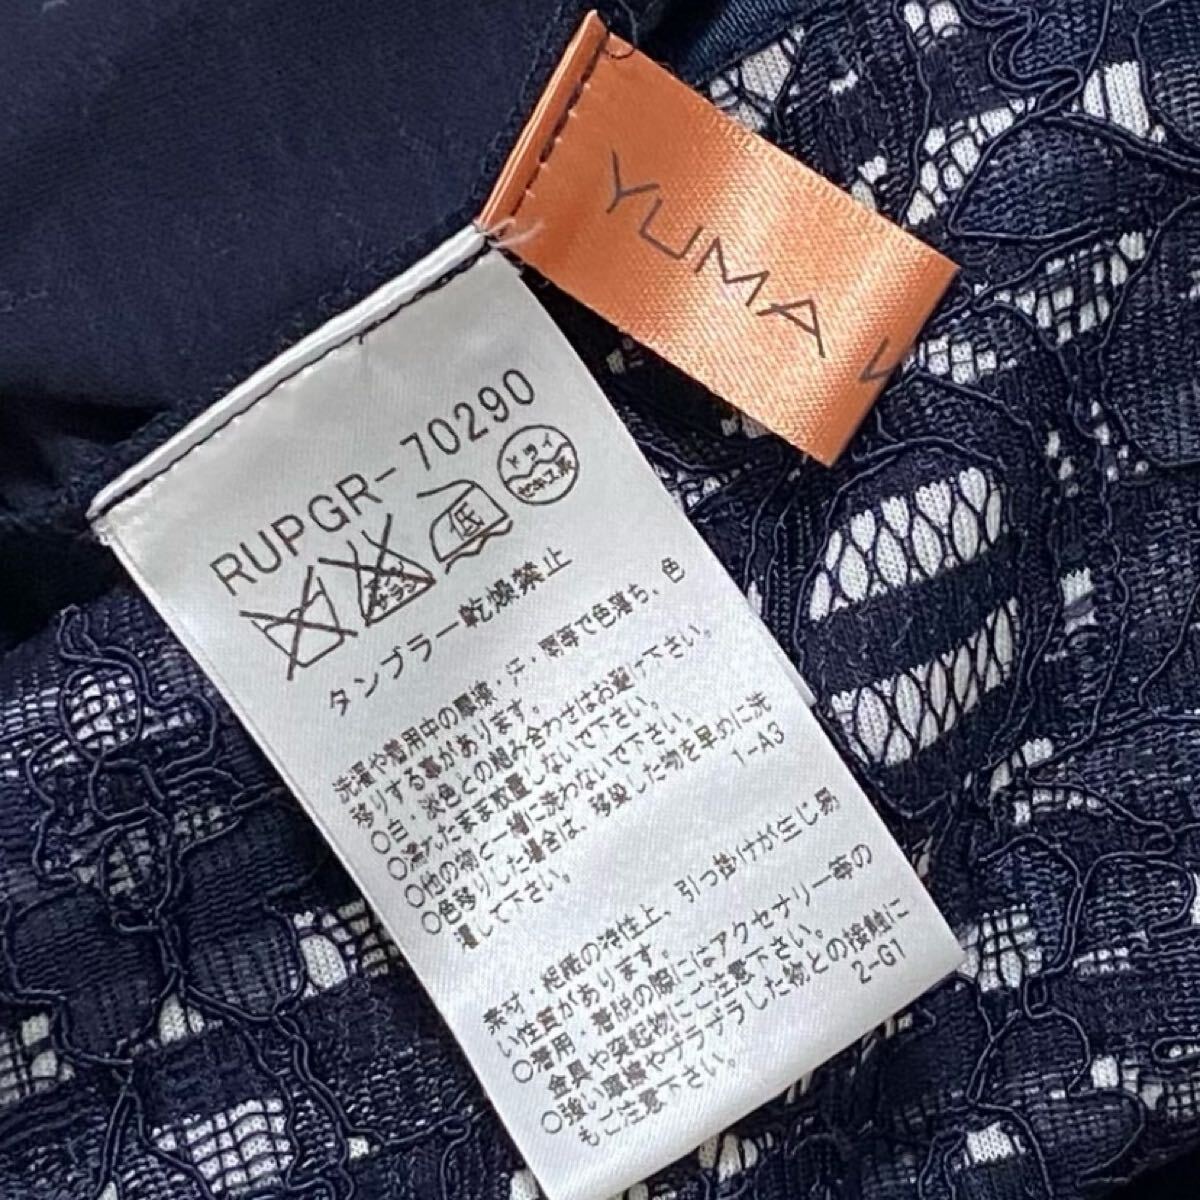 YUMA
RUPGR-70290
エンソ
サラシ
低
ドライ
セキユ系
タンブラー乾燥禁止
洗濯や着用中の摩擦・汗・雨等で色落ち、色
移りする事があります。
○白・淡色との組み合わせはお避け下さい。
○濡れたまま放置しないで下さい。
○他の物と一緒に洗わないで下さい。
○色移りした場合は、移染した物を早めに洗
濯して下さい。
1-A3
素材・組織の特性上、引っ掛けが生じ易
い性質があります。
○着用・着脱の際にはアクセサリー等の
金具や突起物にご注意下さい。
○強い摩擦やザラザラした物との接触に
もご注意下さい。
2-G1